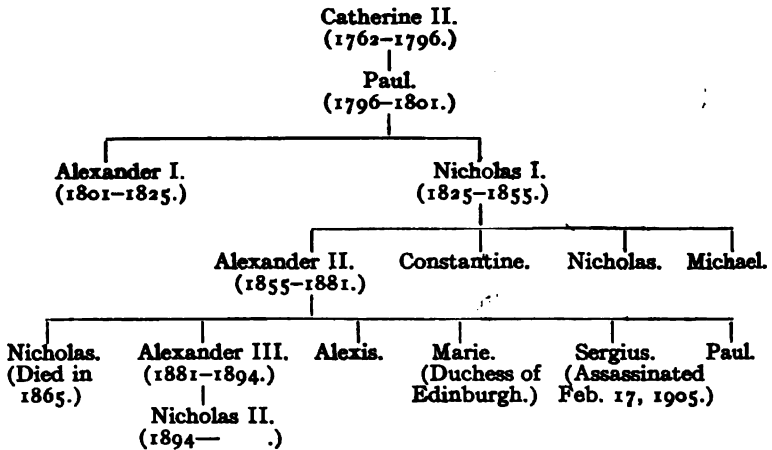 Catherine II.
(1762–1796.)
Paul.
(1796–1801.)
Alexander I. Nicholas I.
(1801–1825.) (1825–1855.)
Alexander II. Constantine. Nicholas. Michael.
(1855–1881.)
Nicholas. Alexander III. Alexis. Marie. Sergius. Paul.
(Died in (1881–1894.) (Duchess of (Assassinated
1865.) Nicholas II. Edinburgh.) Feb. 17, 1905.)
(1894— .)